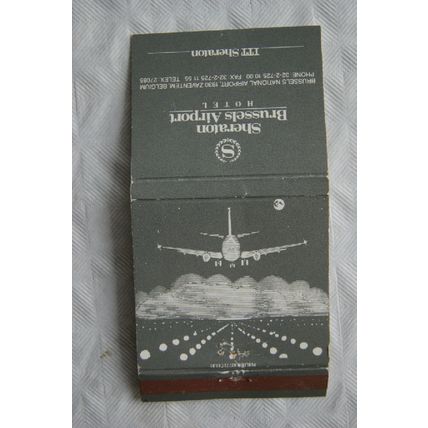 S
Sheraton
Brussels Airport
HOTEL
BRUSSELS NATIONAL AIRPORT, 1930 ZAVENTEM, BELGIUM
PHONE: 32-2-725 10 00 FAX: 32-2-725 11 55 TELEX: 27085
ITT Sheraton